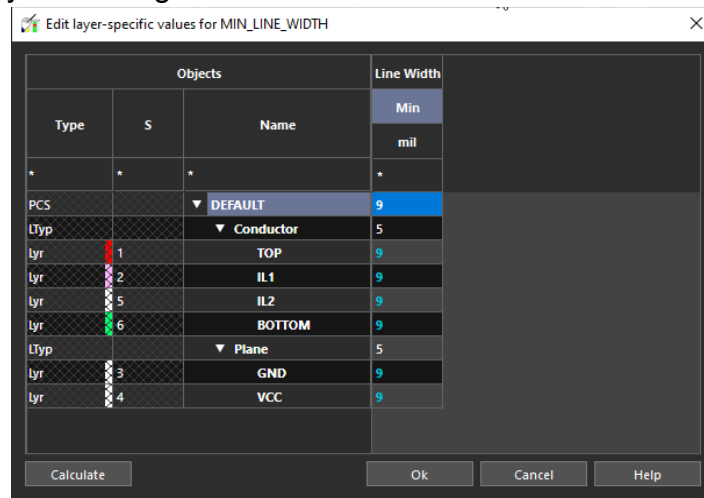 Edit layer-specific values for MIN_LINE_WIDTH
Objects Line Width
Type S Name Min
mil
* * * *
PCS DEFAULT 9
LTyp Conductor 5
Lyr 1 TOP 9
Lyr 2 IL1 9
Lyr 5 IL2 9
Lyr 6 BOTTOM 9
LTyp Plane 5
Lyr 3 GND 9
Lyr 4 VCC 9
Calculate Ok Cancel Help